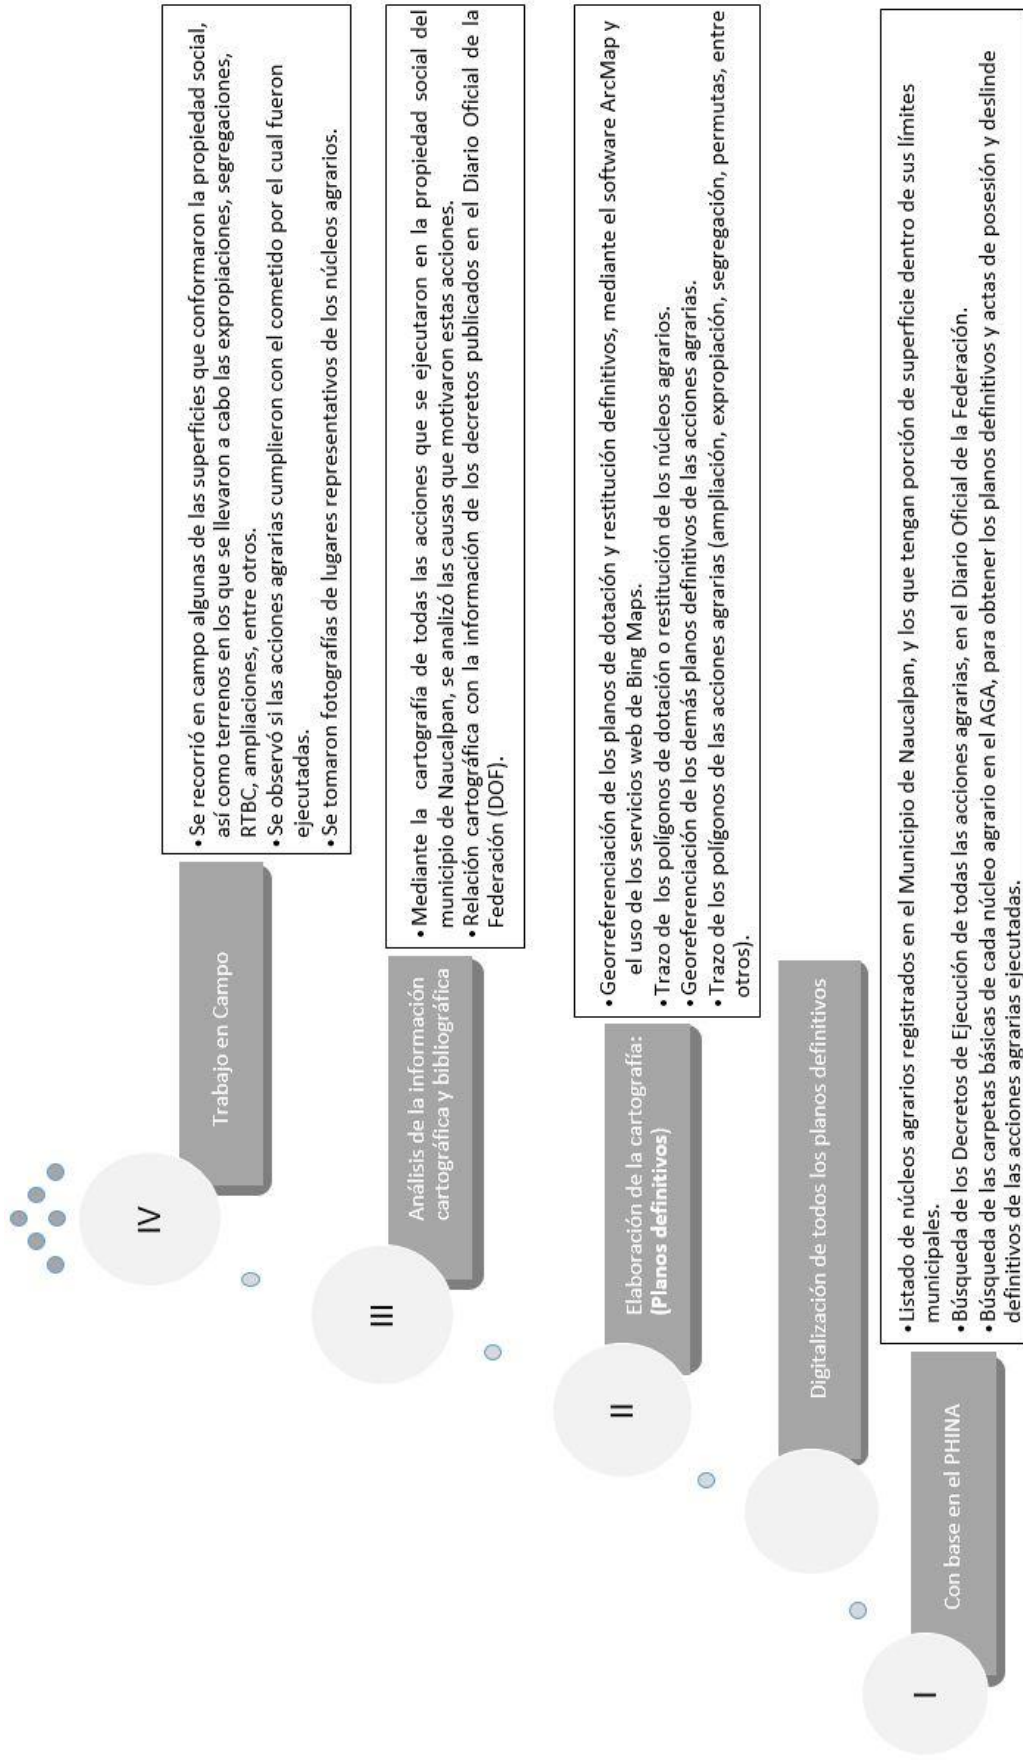 IV
Trabajo en Campo
• Se recorrió en campo algunas de las superficies que conformaron la propiedad social,
así como terrenos en los que se llevaron a cabo las expropiaciones, segregaciones,
RTBC, ampliaciones, entre otros.
• Se observó si las acciones agrarias cumplieron con el cometido por el cual fueron
ejecutadas.
• Se tomaron fotografías de lugares representativos de los núcleos agrarios.
III
Análisis de la información
cartográfica y bibliográfica
• Mediante la cartografía de todas las acciones que se ejecutaron en la propiedad social del
municipio de Naucalpan, se analizó las causas que motivaron estas acciones.
• Relación cartográfica con la información de los decretos publicados en el Diario Oficial de la
Federación (DOF).
II
Elaboración de la cartografía:
(Planos definitivos)
• Georreferenciación de los planos de dotación y restitución definitivos, mediante el software ArcMap y
el uso de los servicios web de Bing Maps.
• Trazo de los polígonos de dotación o restitución de los núcleos agrarios.
• Georeferenciación de los demás planos definitivos de las acciones agrarias.
• Trazo de los polígonos de las acciones agrarias (ampliación, expropiación, segregación, permutas, entre
otros).
Digitalización de todos los planos definitivos
I
Con base en el PHINA
• Listado de núcleos agrarios registrados en el Municipio de Naucalpan, y los que tengan porción de superficie dentro de sus límites
municipales.
• Búsqueda de los Decretos de Ejecución de todas las acciones agrarias, en el Diario Oficial de la Federación.
• Búsqueda de las carpetas básicas de cada núcleo agrario en el AGA, para obtener los planos definitivos y actas de posesión y deslinde
definitivos de las acciones agrarias ejecutadas.